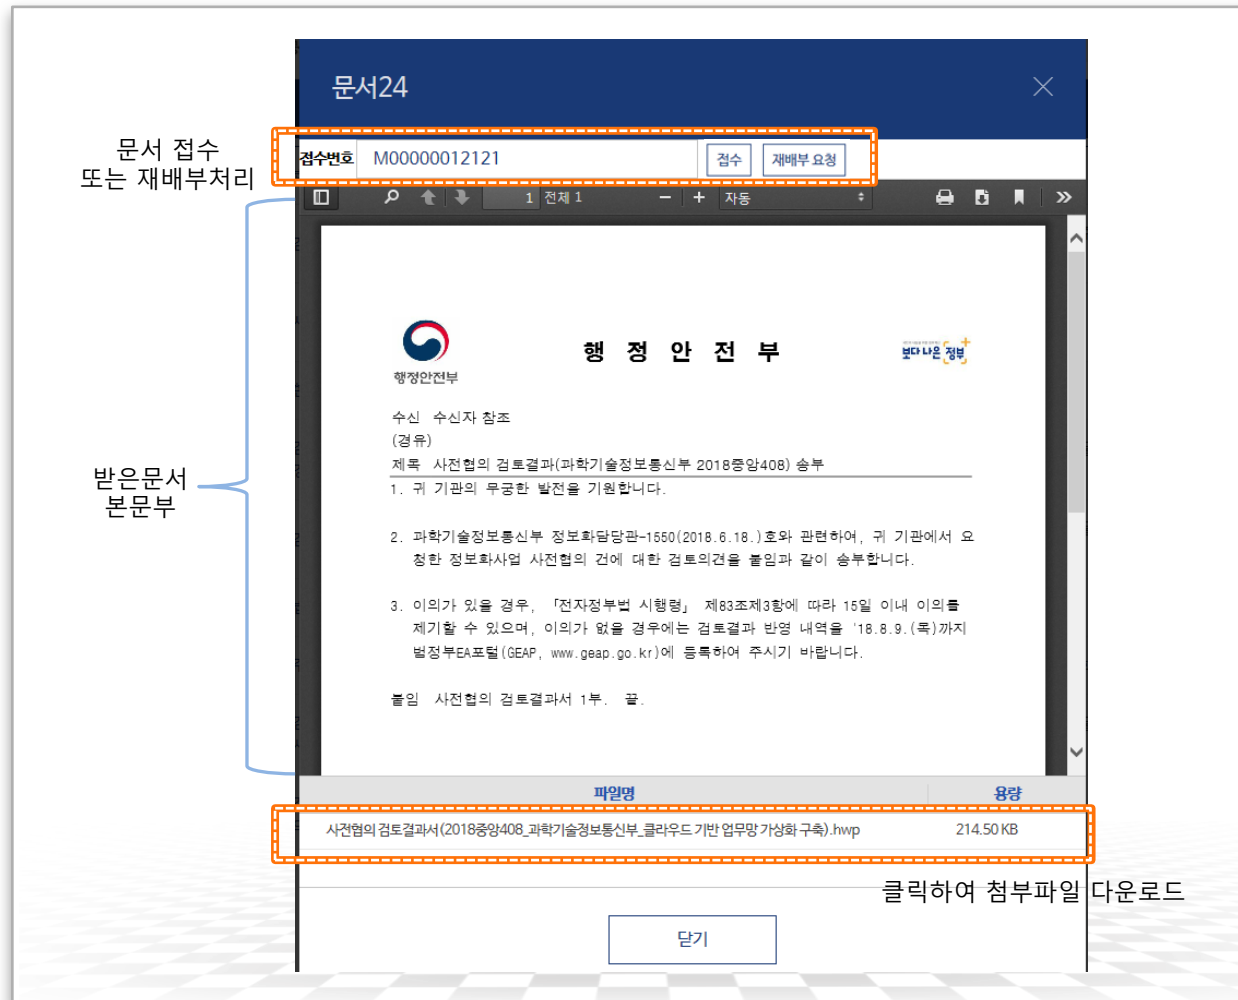 문서24
문서 접수
또는 재배부처리
접수번호 M00000012121 접수 재배부 요청
1 전체 1 자동
행정안전부
행 정 안 전 부
보다 나은 정부
수신 수신자 참조
(경유)
제목 사전협의 검토결과(과학기술정보통신부 2018중앙408) 송부
1. 귀 기관의 무궁한 발전을 기원합니다.
받은문서
본문부
2. 과학기술정보통신부 정보화담당관-1550(2018.6.18.)호와 관련하여, 귀 기관에서 요
청한 정보화사업 사전협의 건에 대한 검토의견을 붙임과 같이 송부합니다.
3. 이의가 있을 경우, 「전자정부법 시행령」 제83조제3항에 따라 15일 이내 이의를
제기할 수 있으며, 이의가 없을 경우에는 검토결과 반영 내역을 '18.8.9.(목)까지
범정부EA포털(GEAP, www.geap.go.kr)에 등록하여 주시기 바랍니다.
붙임 사전협의 검토결과서 1부. 끝.
파일명 용량
사전협의 검토결과서(2018중앙408_과학기술정보통신부_클라우드 기반 업무망 가상화 구축).hwp 214.50 KB
클릭하여 첨부파일 다운로드
닫기